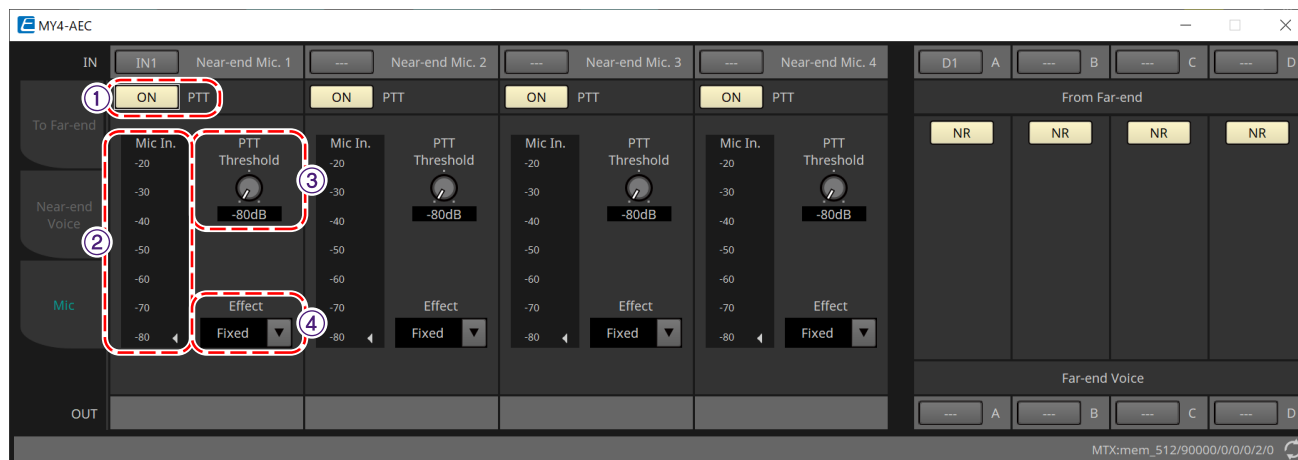 MY4-AEC
IN IN1 Near-end Mic. 1 --- Near-end Mic. 2 --- Near-end Mic. 3 --- Near-end Mic. 4 D1 A --- B --- C --- D
1 ON PTT ON PTT ON PTT ON PTT From Far-end
To Far-end
NR NR NR NR
Mic In. PTT Mic In. PTT Mic In. PTT Mic In. PTT
-20 Threshold -20 Threshold -20 Threshold -20 Threshold
-30 3 -30 -30 -30
Near-end
Voice
-40 -80dB -40 -80dB -40 -80dB -40 -80dB
2
-50 -50 -50 -50
-60 -60 -60 -60
Mic -70 Effect -70 Effect -70 Effect -70 Effect
-80 Fixed 4 -80 Fixed -80 Fixed -80 Fixed
Far-end Voice
OUT --- A --- B --- C --- D
MTX:mem_512/90000/0/0/0/2/0